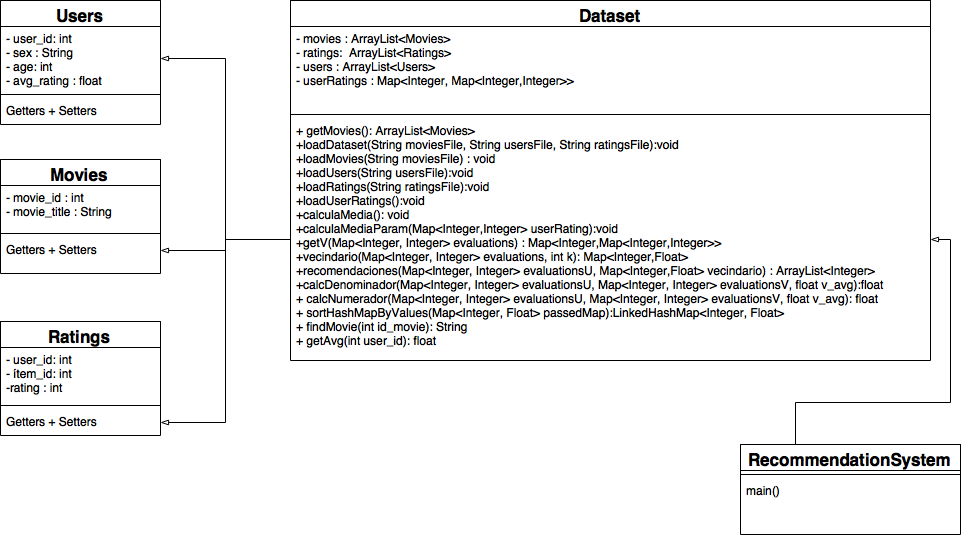 Users
- user_id: int
- sex : String
- age: int
- avg_rating : float
Getters + Setters
Movies
- movie_id : int
- movie_title : String
Getters + Setters
Ratings
- user_id: int
- ítem_id: int
-rating : int
Getters + Setters
Dataset
- movies : ArrayList<Movies>
- ratings:  ArrayList<Ratings>
- users : ArrayList<Users>
- userRatings : Map<Integer, Map<Integer,Integer>>
+ getMovies(): ArrayList<Movies>
+loadDataset(String moviesFile, String usersFile, String ratingsFile):void
+loadMovies(String moviesFile) : void
+loadUsers(String usersFile):void
+loadRatings(String ratingsFile):void
+loadUserRatings():void
+calculaMedia(): void
+calculaMediaParam(Map<Integer,Integer> userRating):void
+getV(Map<Integer, Integer> evaluations) : Map<Integer,Map<Integer,Integer>>
+vecindario(Map<Integer, Integer> evaluations, int k): Map<Integer,Float>
+recomendaciones(Map<Integer, Integer> evaluationsU, Map<Integer,Float> vecindario) : ArrayList<Integer>
+calcDenominador(Map<Integer, Integer> evaluationsU, Map<Integer, Integer> evaluationsV, float v_avg):float
+ calcNumerador(Map<Integer, Integer> evaluationsU, Map<Integer, Integer> evaluationsV, float v_avg): float
+ sortHashMapByValues(Map<Integer, Float> passedMap):LinkedHashMap<Integer, Float>
+ findMovie(int id_movie): String
+ getAvg(int user_id): float
RecommendationSystem
main()